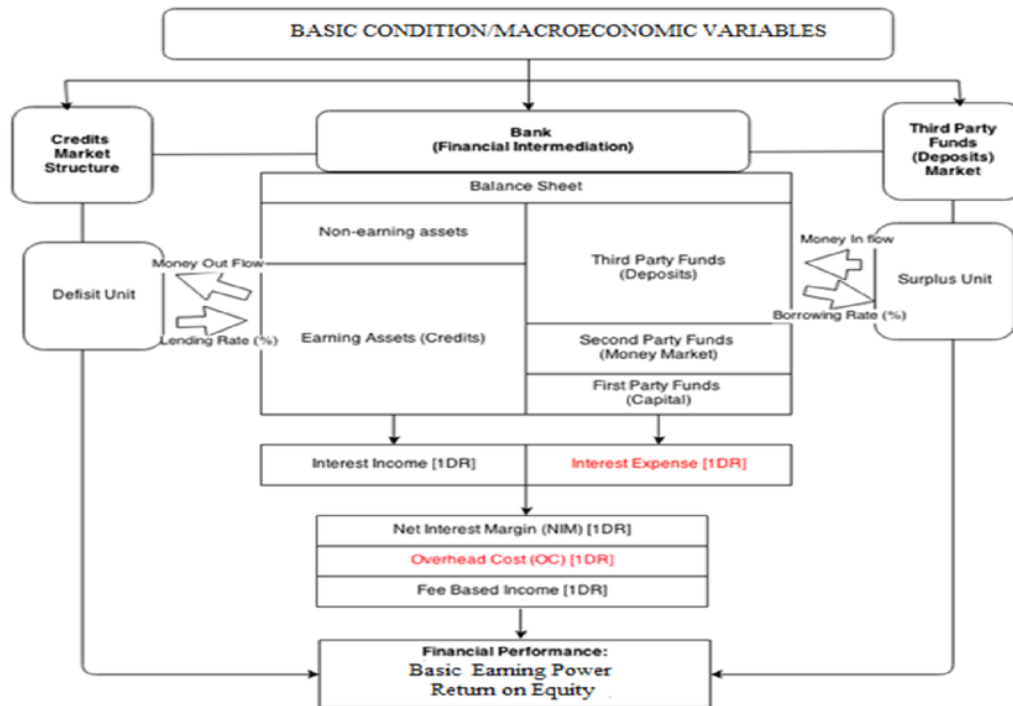 BASIC CONDITION/MACROECONOMIC VARIABLES
Credits
Market
Structure
Bank
(Financial Intermediation)
Third Party
Funds
(Deposits)
Market
Balance Sheet
Non-earning assets
Third Party Funds
(Deposits)
Money In flow
Money Out Flow
Defisit Unit
Surplus Unit
Borrowing Rate (%)
Lending Rate (%)
Earning Assets (Credits)
Second Party Funds
(Money Market)
First Party Funds
(Capital)
Interest Income [1DR]
Interest Expense [1DR]
Net Interest Margin (NIM) [1DR]
Overhead Cost (OC) [1DR]
Fee Based Income [1DR]
Financial Performance:
Basic Earning Power
Return on Equity